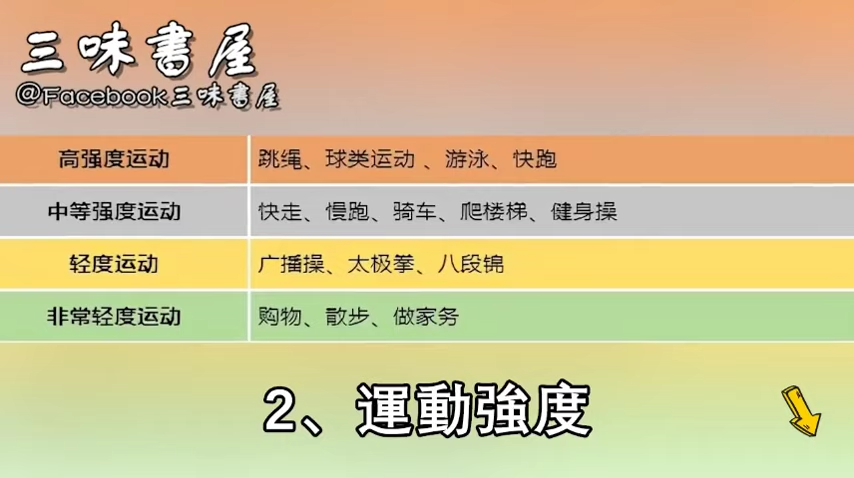 三味書屋
@Facebook三味書屋
高强度运动 跳绳、球类运动 、游泳、快跑
中等强度运动 快走、慢跑、骑车、爬楼梯、健身操
轻度运动 广播操、太极拳、八段锦
非常轻度运动 购物、散步、做家务
2、運動強度